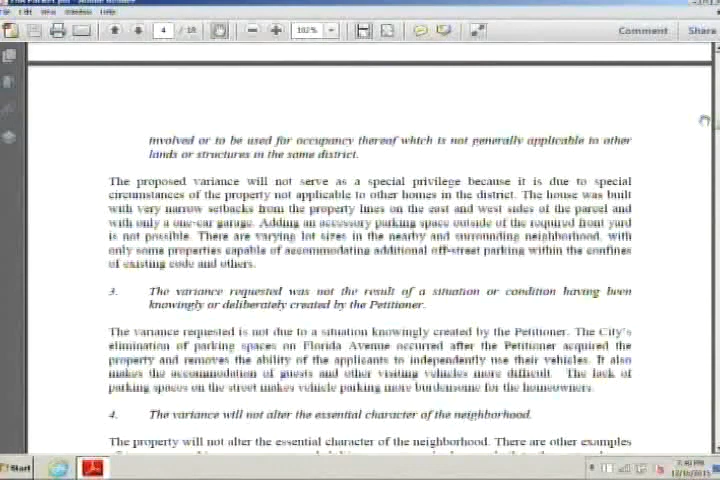 4 / 18
102%
Comment
Share
involved or to be used for occupancy thereof which is not generally applicable to other
lands or structures in the same district.
The proposed variance will not serve as a special privilege because it is due to special
circumstances of the property not applicable to other homes in the district. The house was built
with very narrow setbacks from the property lines on the east and west sides of the parcel and
with only a one-car garage. Adding an accessory parking space outside of the required front yard
is not possible. There are varying lot sizes in the nearby and surrounding neighborhood, with
only some properties capable of accommodating additional off-street parking within the confines
of existing code and others.
3. The variance requested was not the result of a situation or condition having been
knowingly or deliberately created by the Petitioner.
The variance requested is not due to a situation knowingly created by the Petitioner. The City's
elimination of parking spaces on Florida Avenue occurred after the Petitioner acquired the
property and removes the ability of the applicants to independently use their vehicles. It also
makes the accommodation of guests and other visiting vehicles more difficult. The lack of
parking spaces on the street makes vehicle parking more burdensome for the homeowners.
4. The variance will not alter the essential character of the neighborhood.
The property will not alter the essential character of the neighborhood. There are other examples
Start